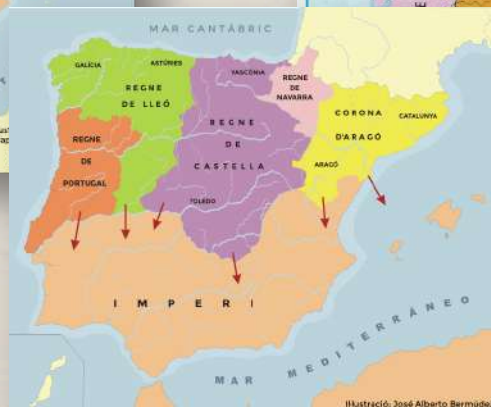 MAR CANTÀBRIC
GALÍCIA
ASTÚRIES
VASCÒNIA
REGNE
DE LLEÓ
REGNE
DE
NAVARRA
CORONA
D'ARAGÓ
CATALUNYA
REGNE
DE
CASTELLA
REGNE
DE
PORTUGAL
ARAGÓ
TOLEDO
IMPERI
MAR MEDITERRÁNEO
Il·lustració: José Alberto Bermúdez